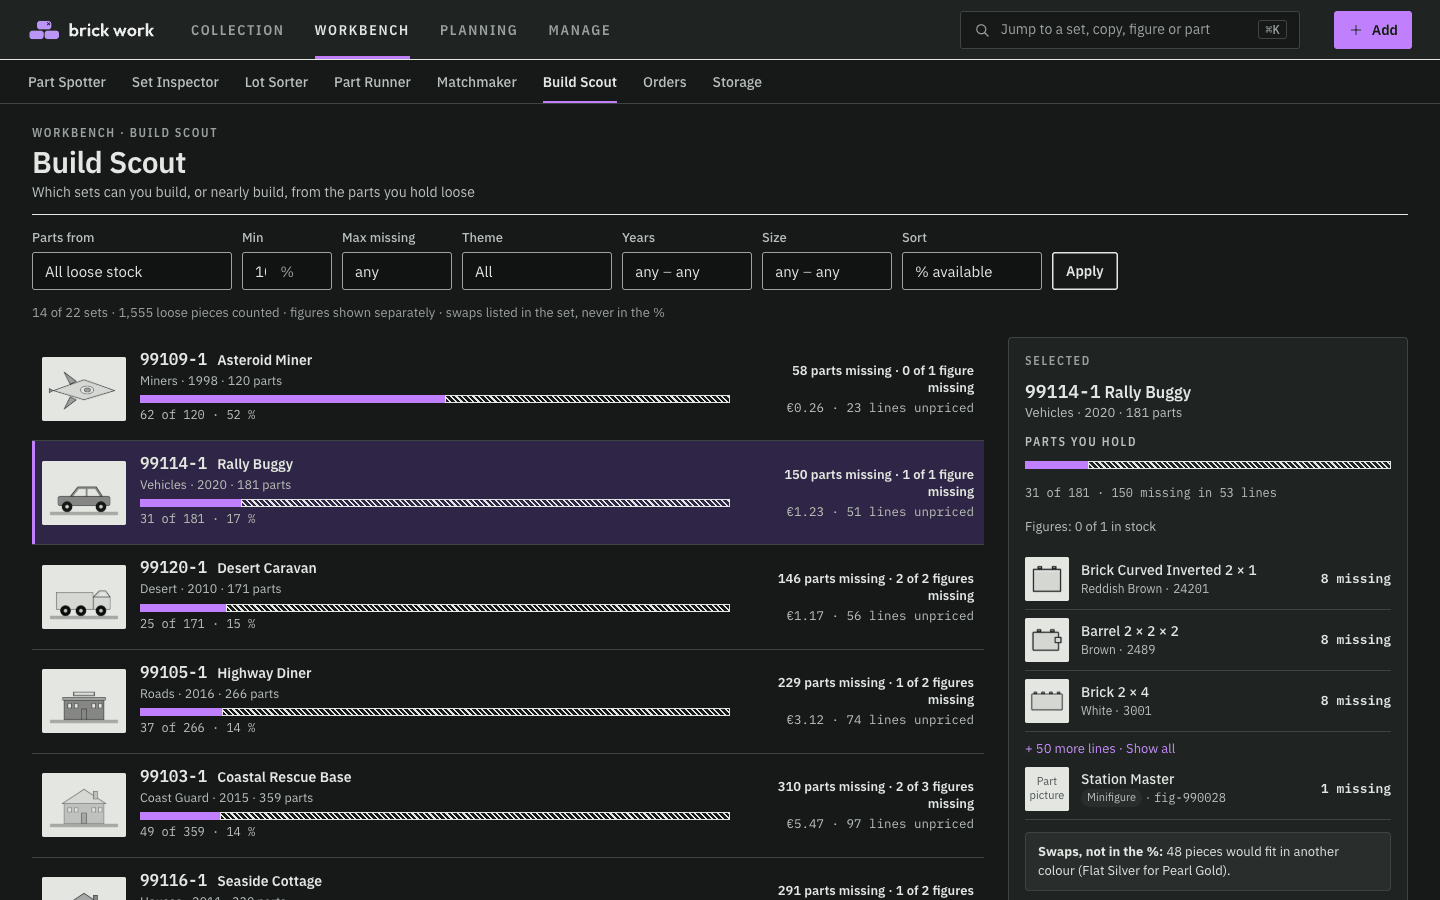 brick work
COLLECTION
WORKBENCH
PLANNING
MANAGE
Jump to a set, copy, figure or part
⌘K
+ Add
Part Spotter
Set Inspector
Lot Sorter
Part Runner
Matchmaker
Build Scout
Orders
Storage
WORKBENCH · BUILD SCOUT
Build Scout
Which sets can you build, or nearly build, from the parts you hold loose
Parts from
Min
Max missing
Theme
Years
Size
Sort
All loose stock
%
any
All
any – any
any – any
% available
Apply
14 of 22 sets · 1,555 loose pieces counted · figures shown separately · swaps listed in the set, never in the %
99109-1 Asteroid Miner
Miners · 1998 · 120 parts
62 of 120 · 52 %
58 parts missing · 0 of 1 figure
missing
€0.26 · 23 lines unpriced
99114-1 Rally Buggy
Vehicles · 2020 · 181 parts
31 of 181 · 17 %
150 parts missing · 1 of 1 figure
missing
€1.23 · 51 lines unpriced
99120-1 Desert Caravan
Desert · 2010 · 171 parts
25 of 171 · 15 %
146 parts missing · 2 of 2 figures
missing
€1.17 · 56 lines unpriced
99105-1 Highway Diner
Roads · 2016 · 266 parts
37 of 266 · 14 %
229 parts missing · 1 of 2 figures
missing
€3.12 · 74 lines unpriced
99103-1 Coastal Rescue Base
Coast Guard · 2015 · 359 parts
49 of 359 · 14 %
310 parts missing · 2 of 3 figures
missing
€5.47 · 97 lines unpriced
99116-1 Seaside Cottage
291 parts missing · 1 of 2 figures
SELECTED
99114-1 Rally Buggy
Vehicles · 2020 · 181 parts
PARTS YOU HOLD
31 of 181 · 150 missing in 53 lines
Figures: 0 of 1 in stock
Brick Curved Inverted 2 × 1
Reddish Brown · 24201
8 missing
Barrel 2 × 2 × 2
Brown · 2489
8 missing
Brick 2 × 4
White · 3001
8 missing
+ 50 more lines · Show all
Part
picture
Station Master
Minifigure · fig-990028
1 missing
Swaps, not in the %: 48 pieces would fit in another
colour (Flat Silver for Pearl Gold).